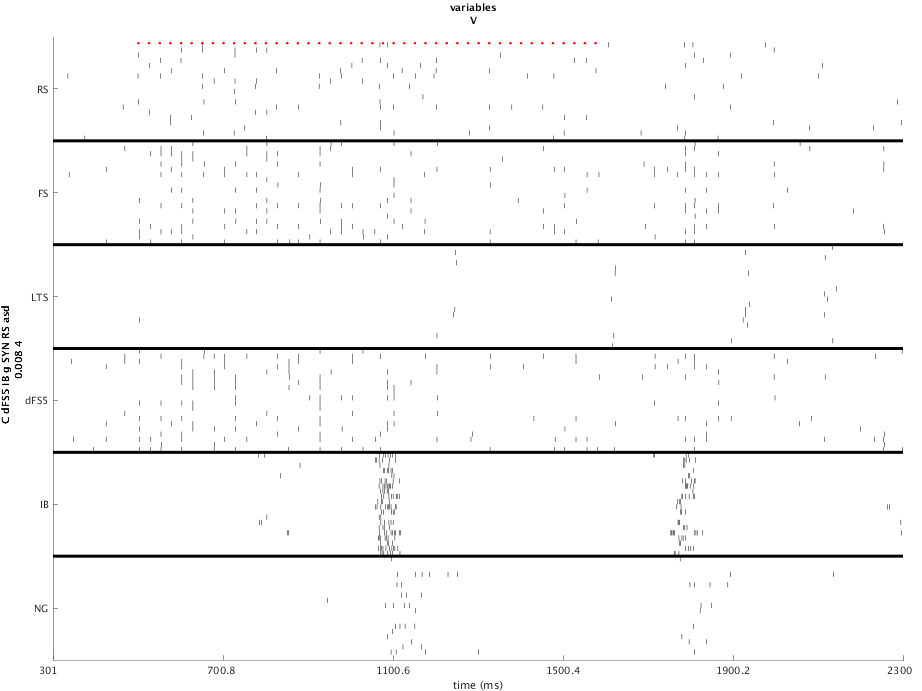 variables
V
RS
FS
LTS
dFS5
IB
NG
C dFS5 IB g SYN RS asd
0.008 4
301
700.8
1100.6
1500.4
1900.2
2300
time (ms)